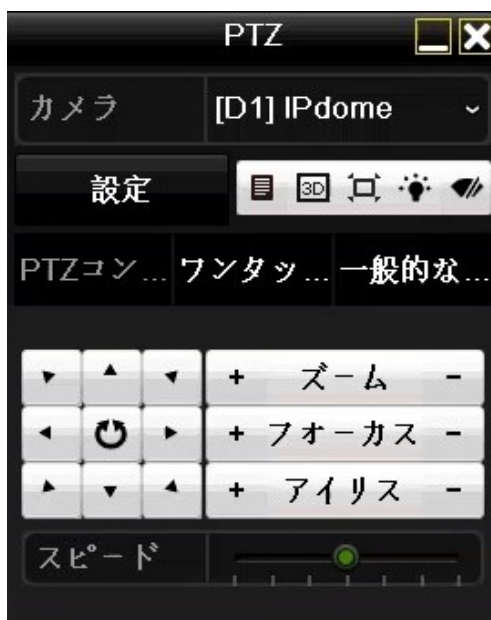 PTZ
カメラ [D1] IPdome
設定 3D
PTZコン... ワンタッ... 一般的な...
+ ズーム -
+ フォーカス -
+ アイリス -
スピード